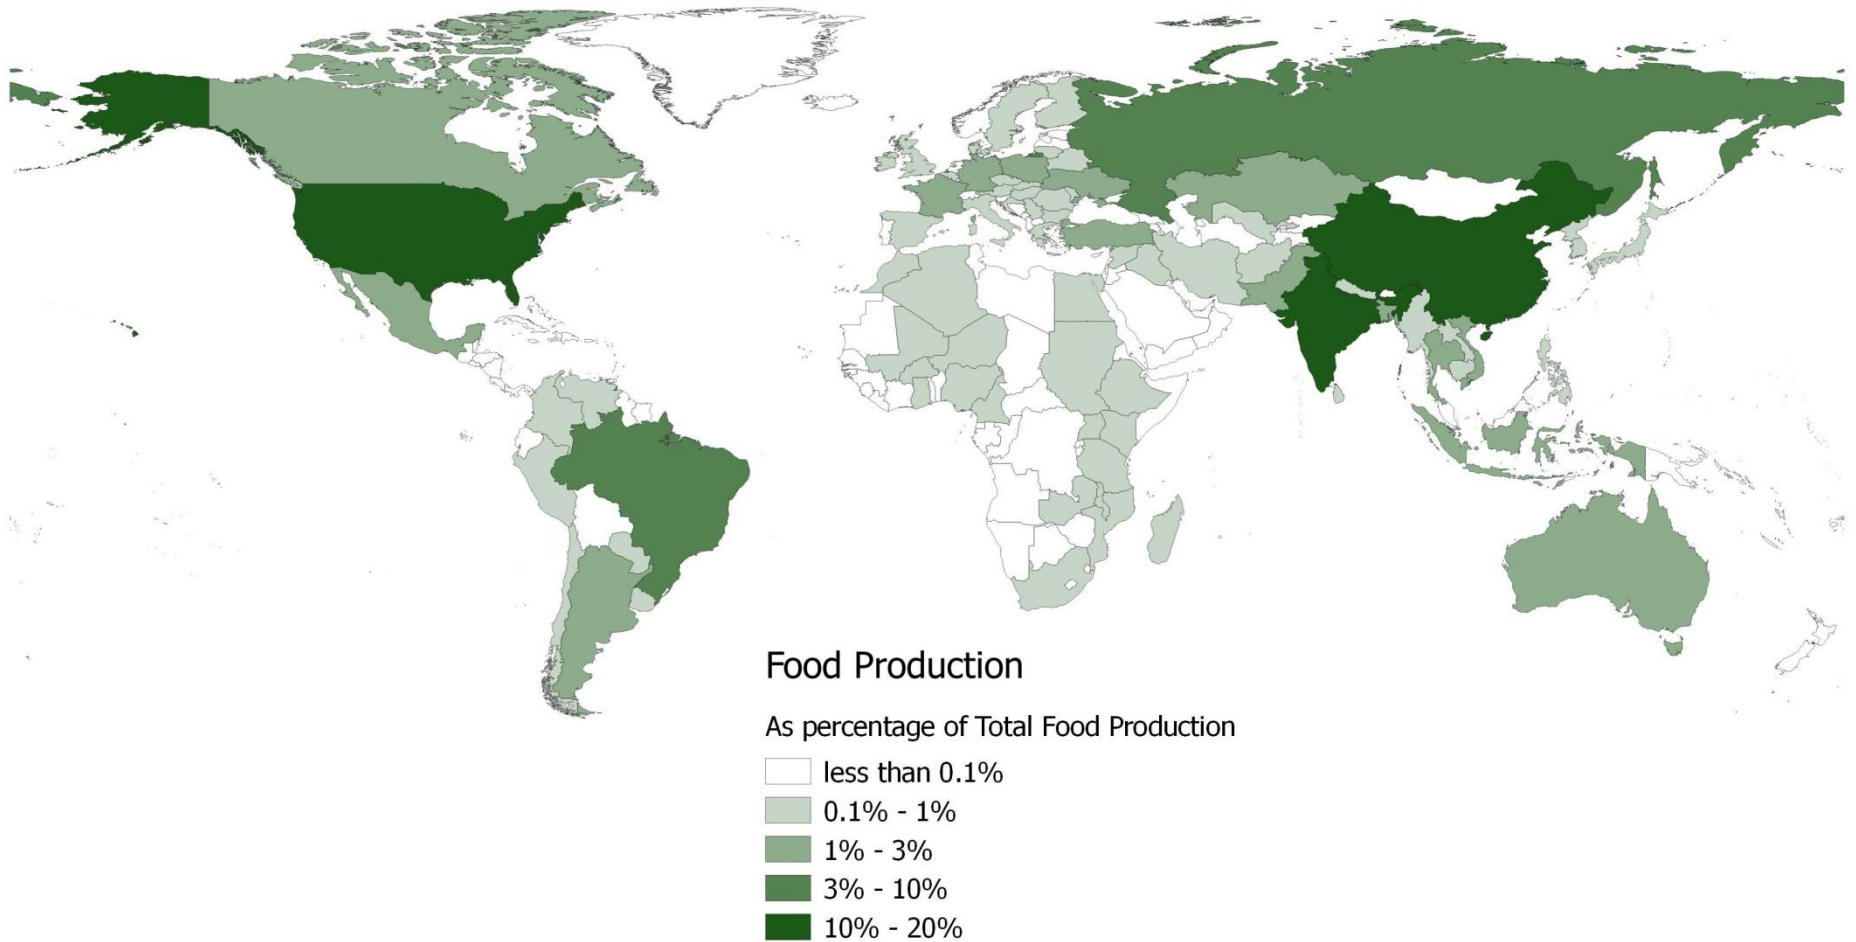 Food Production
As percentage of Total Food Production
less than 0.1%
0.1% - 1%
1% - 3%
3% - 10%
10% - 20%